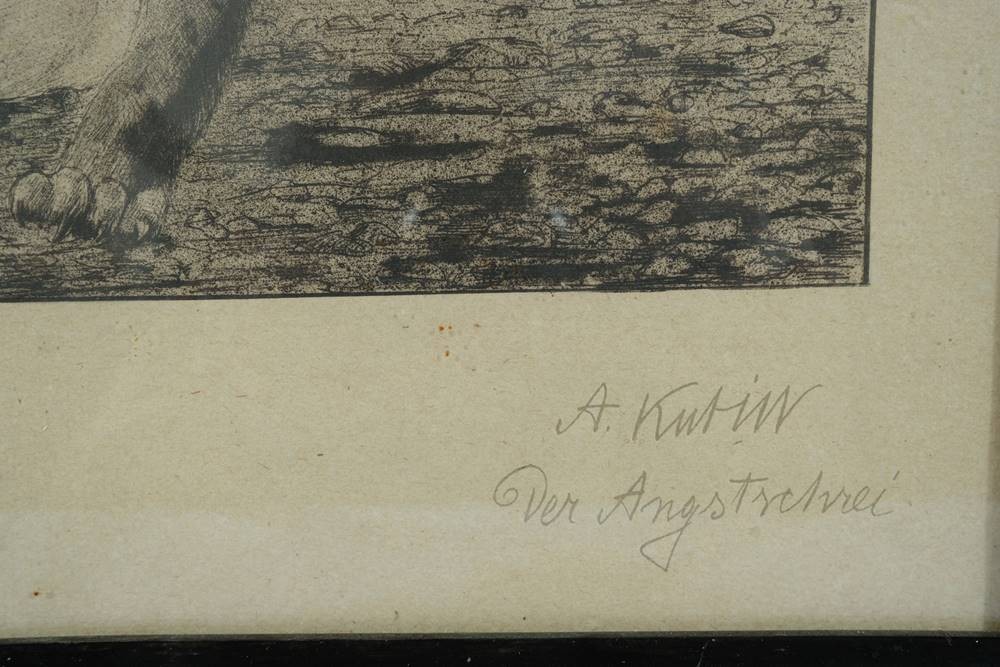 A. Kubin
Der Angstschrei